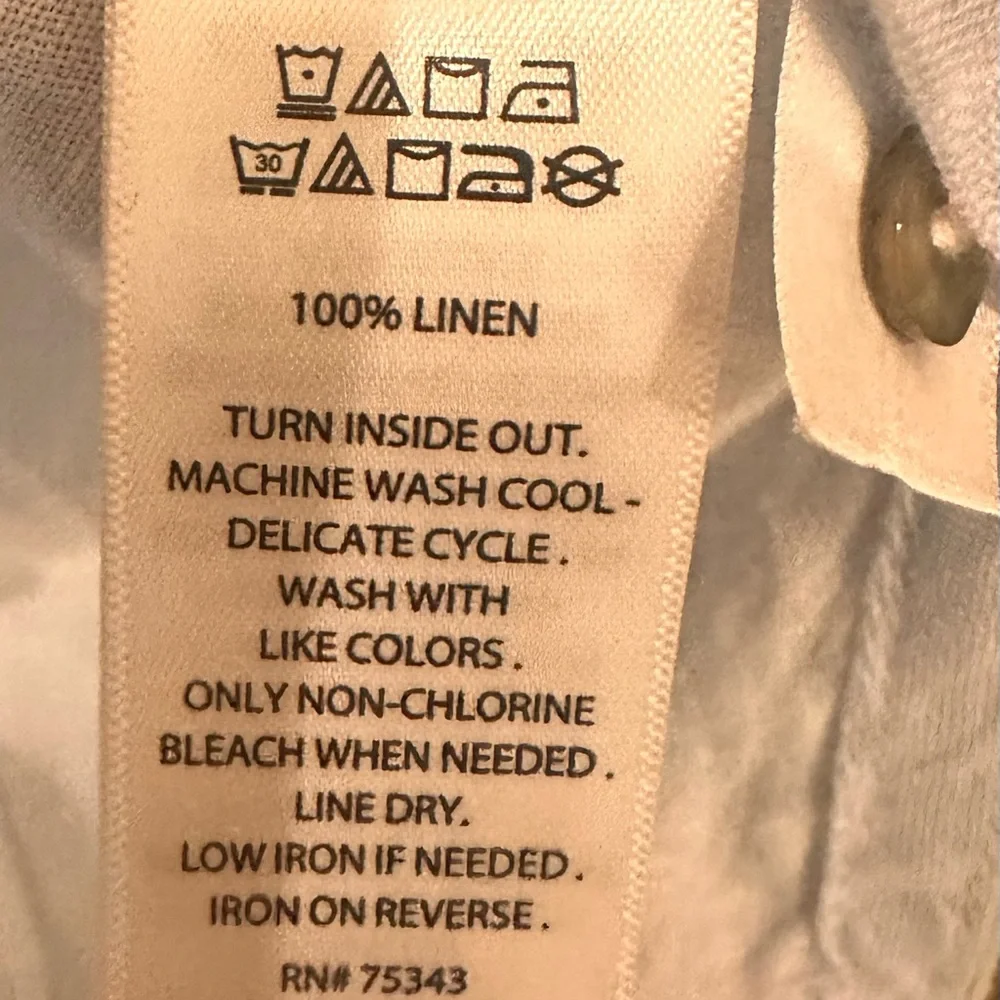 30
100% LINEN
TURN INSIDE OUT.
MACHINE WASH COOL -
DELICATE CYCLE .
WASH WITH
LIKE COLORS .
ONLY NON-CHLORINE
BLEACH WHEN NEEDED .
LINE DRY.
LOW IRON IF NEEDED .
IRON ON REVERSE .
RN# 75343